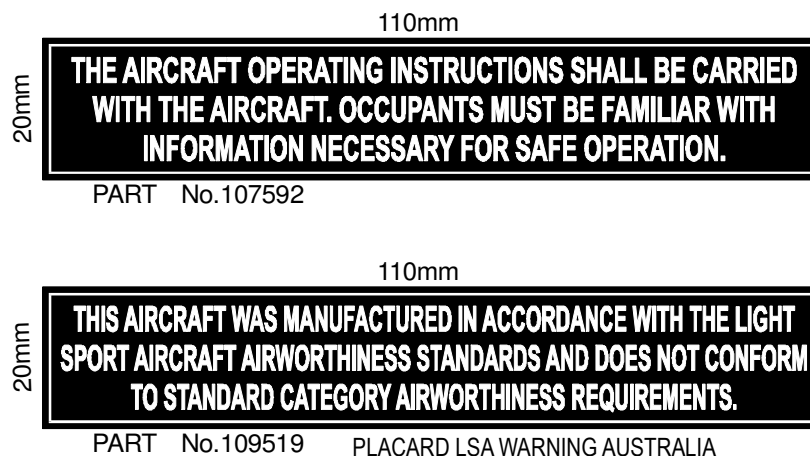 110mm
20mm
THE AIRCRAFT OPERATING INSTRUCTIONS SHALL BE CARRIED
WITH THE AIRCRAFT. OCCUPANTS MUST BE FAMILIAR WITH
INFORMATION NECESSARY FOR SAFE OPERATION.
PART No.107592
110mm
20mm
THIS AIRCRAFT WAS MANUFACTURED IN ACCORDANCE WITH THE LIGHT
SPORT AIRCRAFT AIRWORTHINESS STANDARDS AND DOES NOT CONFORM
TO STANDARD CATEGORY AIRWORTHINESS REQUIREMENTS.
PART No.109519 PLACARD LSA WARNING AUSTRALIA